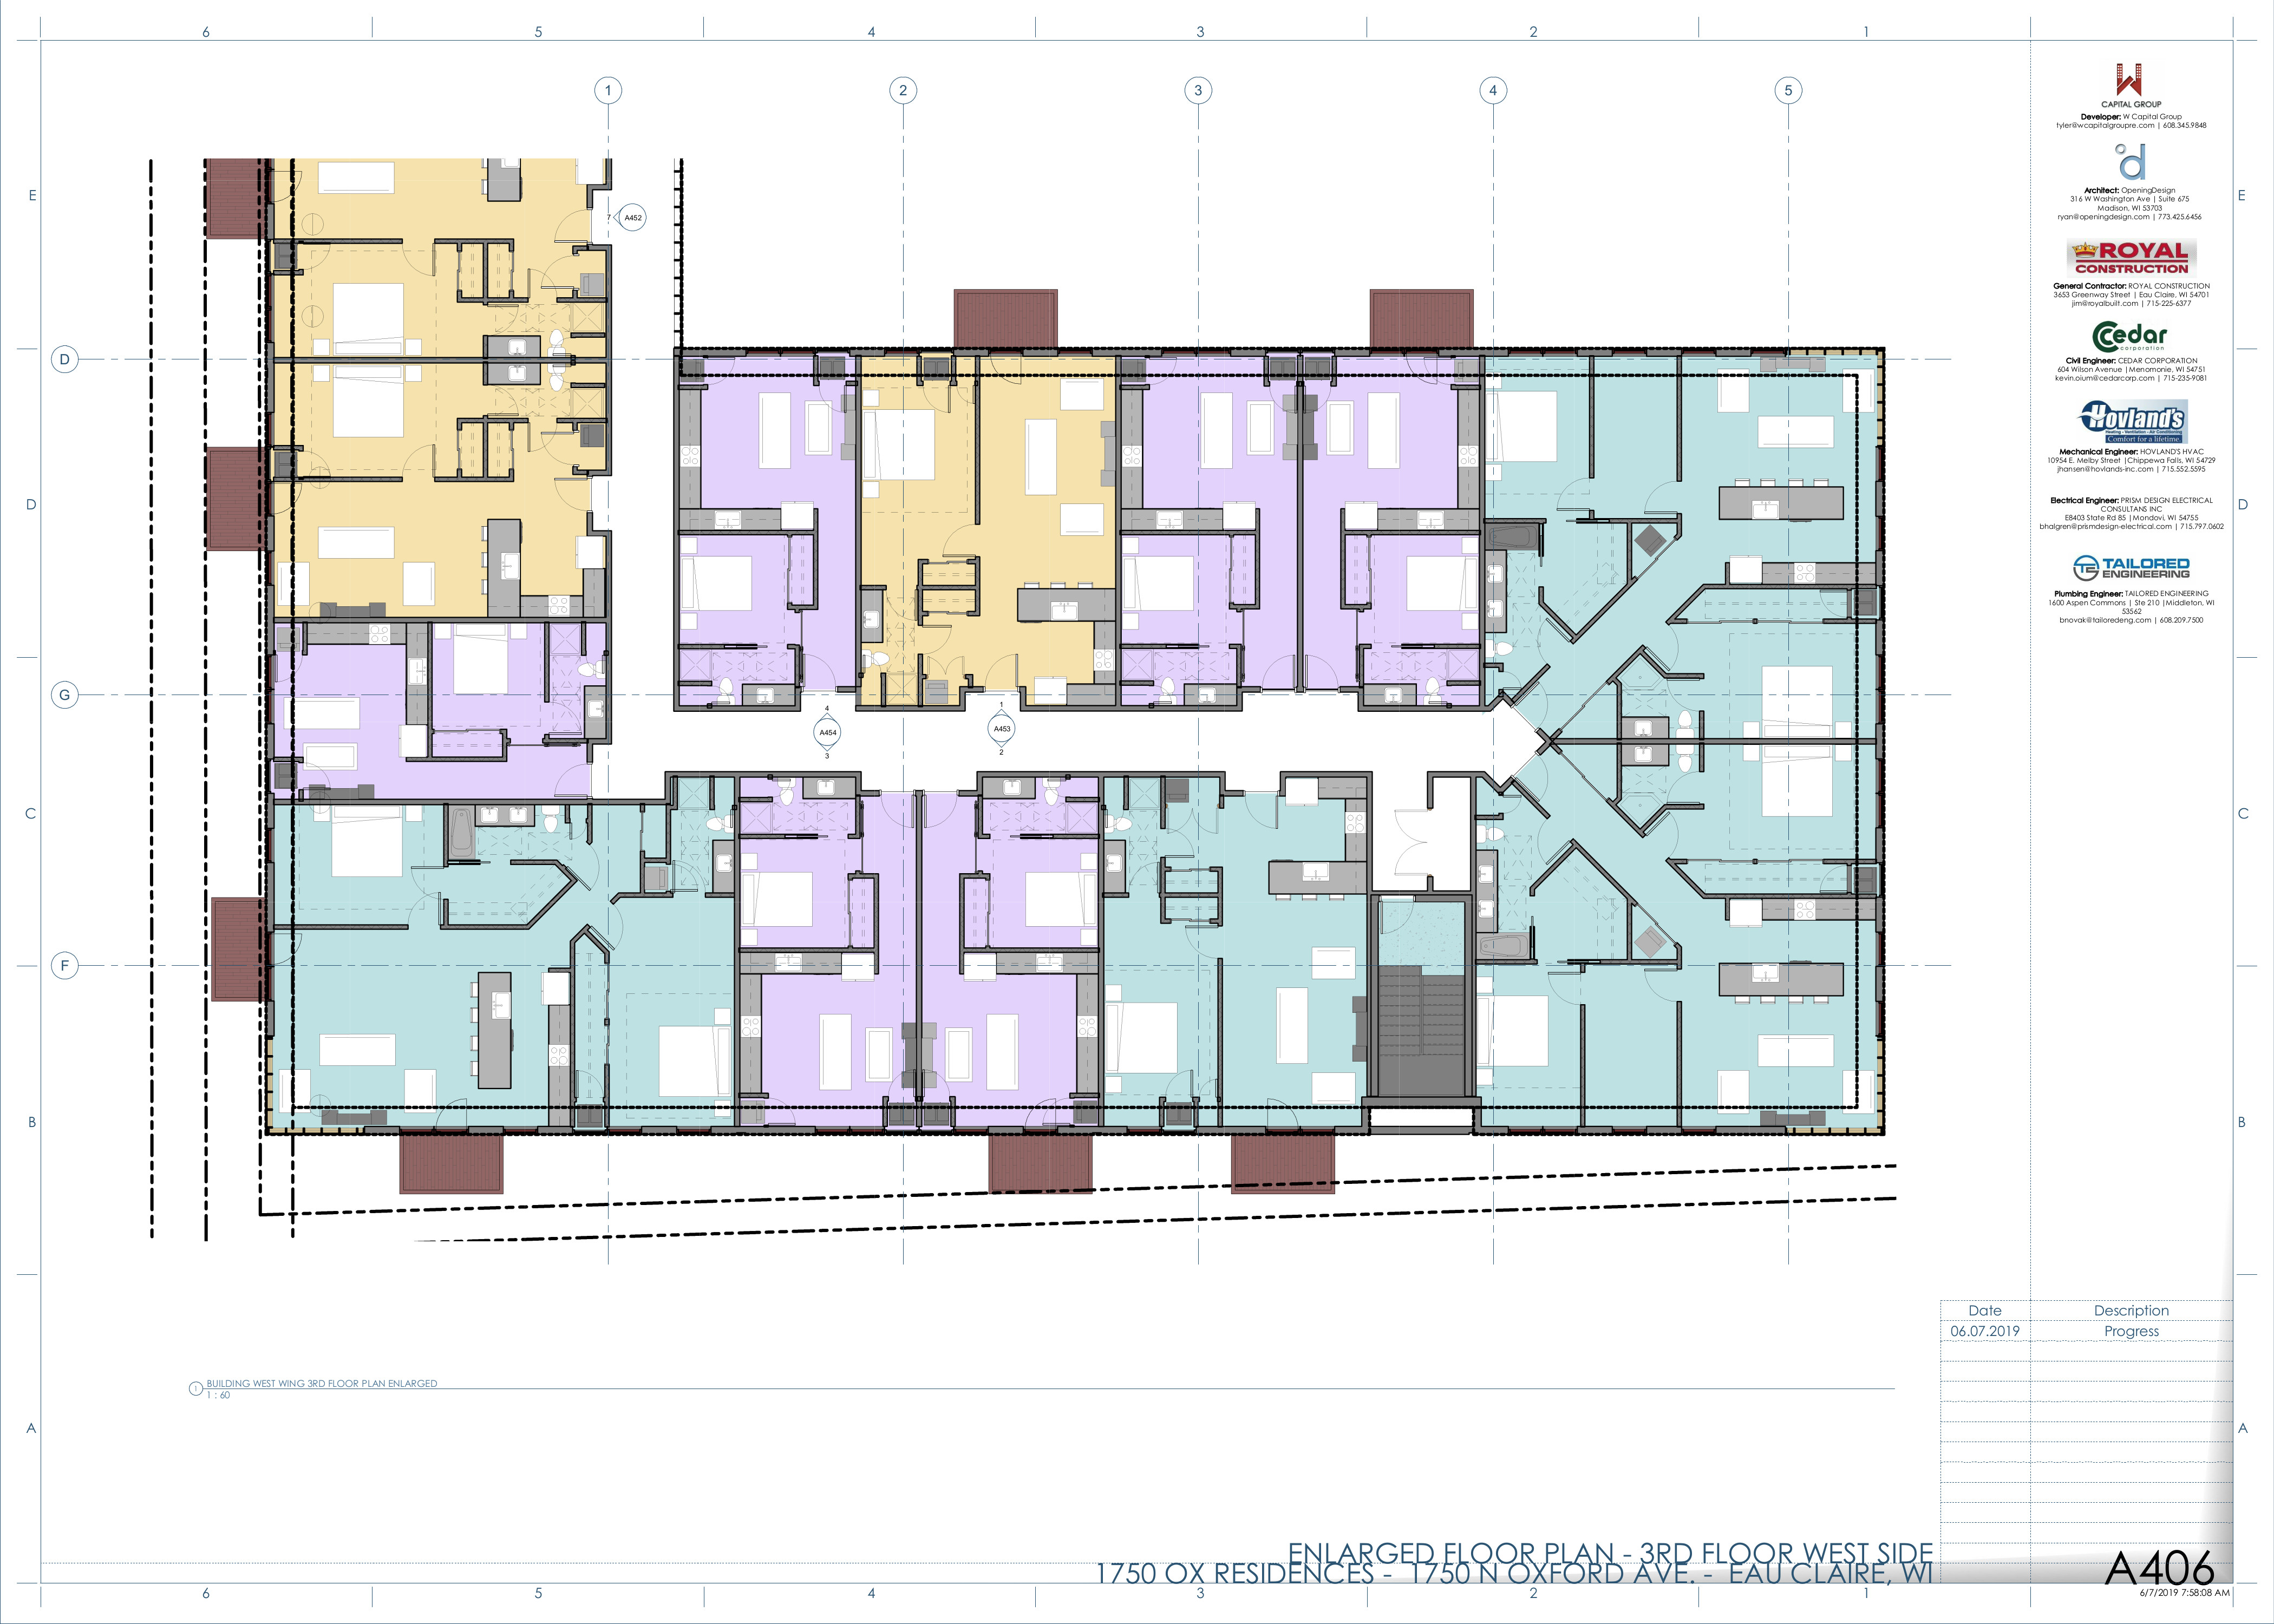 6 5 4 3 2 1
1 2 3 4 5
E E
7 A452
D
D D
G
4
A454
3
1
A453
2
C C
F
B B
A A
W
CAPITAL GROUP
Developer: W Capital Group
tyler@wcapitalgroupre.com | 608.345.9848
d
Architect: OpeningDesign
316 W Washington Ave | Suite 675
Madison, WI 53703
ryan@openingdesign.com | 773.425.6456
ROYAL
CONSTRUCTION
General Contractor: ROYAL CONSTRUCTION
3653 Greenway Street | Eau Claire, WI 54701
jim@royalbuilt.com | 715-225-6377
Cedar
corporation
Civil Engineer: CEDAR CORPORATION
604 Wilson Avenue |Menomonie, WI 54751
kevin.oium@cedarcorp.com | 715-235-9081
Hovland's
Heating - Ventilation - Air Conditioning
Comfort for a lifetime.
Mechanical Engineer: HOVLAND'S HVAC
10954 E. Melby Street |Chippewa Falls, WI 54729
jhansen@hovlands-inc.com | 715.552.5595
Electrical Engineer: PRISM DESIGN ELECTRICAL
CONSULTANS INC
E8403 State Rd 85 |Mondovi, WI 54755
bhalgren@prismdesign-electrical.com | 715.797.0602
TE TAILORED
ENGINEERING
Plumbing Engineer: TAILORED ENGINEERING
1600 Aspen Commons | Ste 210 |Middleton, WI
53562
bnovak@tailoredeng.com | 608.209.7500
Date Description
06.07.2019 Progress
1 BUILDING WEST WING 3RD FLOOR PLAN ENLARGED
1 : 60
ENLARGED FLOOR PLAN - 3RD FLOOR WEST SIDE
1750 OX RESIDENCES - 1750 N OXFORD AVE. - EAU CLAIRE, WI
A406
6/7/2019 7:58:08 AM
6 5 4 3 2 1